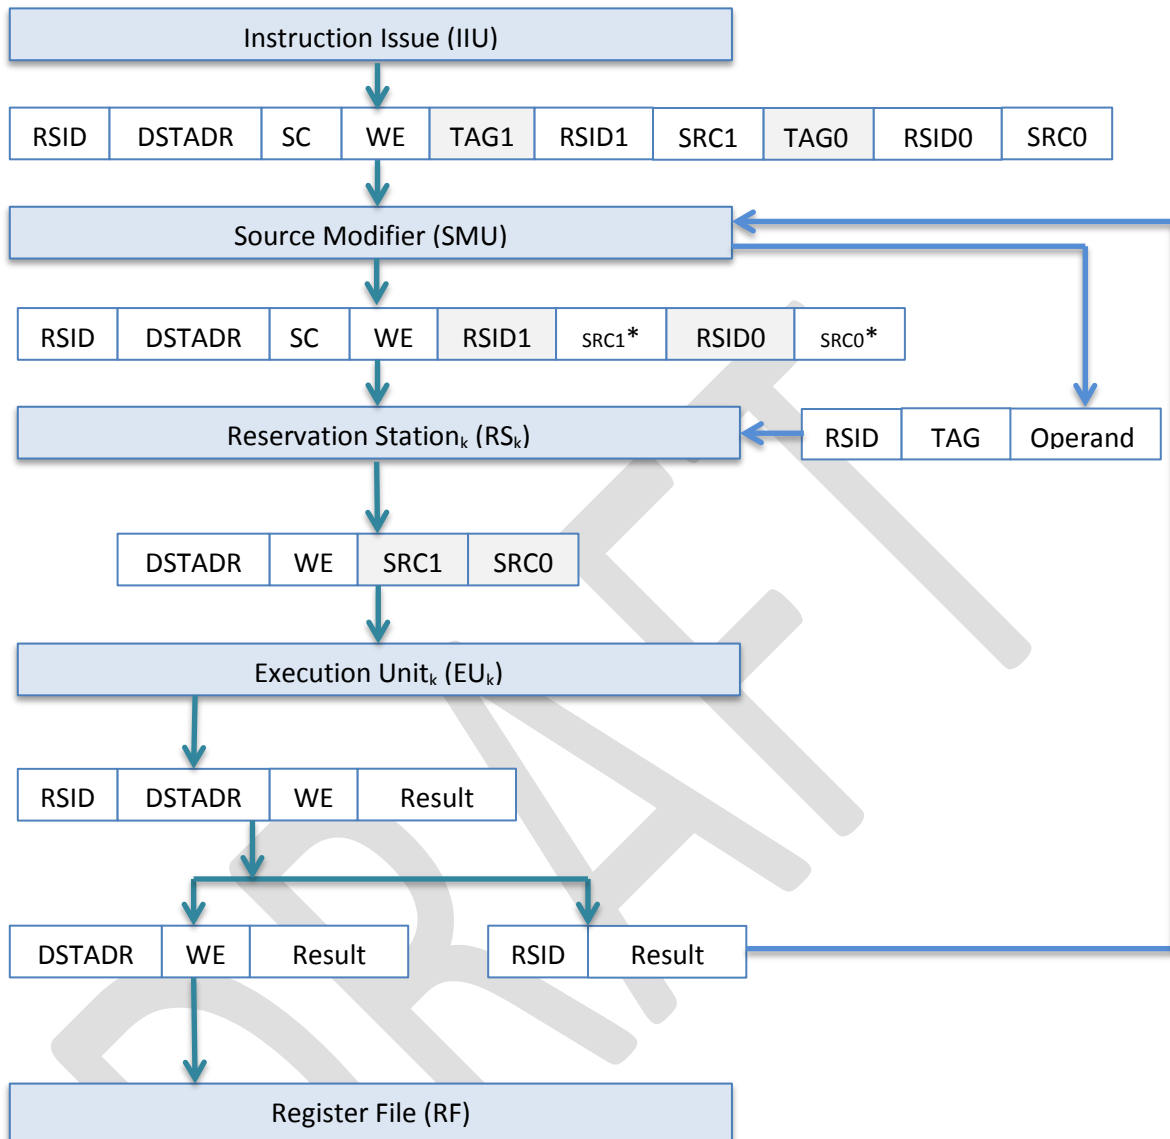 Instruction Issue (IIU)
RSID DSTADR SC WE TAG1 RSID1 SRC1 TAG0 RSID0 SRC0
Source Modifier (SMU)
RSID DSTADR SC WE RSID1 SRC1* RSID0 SRC0*
Reservation Stationk (RSk)
RSID TAG Operand
DSTADR WE SRC1 SRC0
Execution Unitk (EUk)
RSID DSTADR WE Result
DSTADR WE Result
RSID Result
Register File (RF)
DRAFT